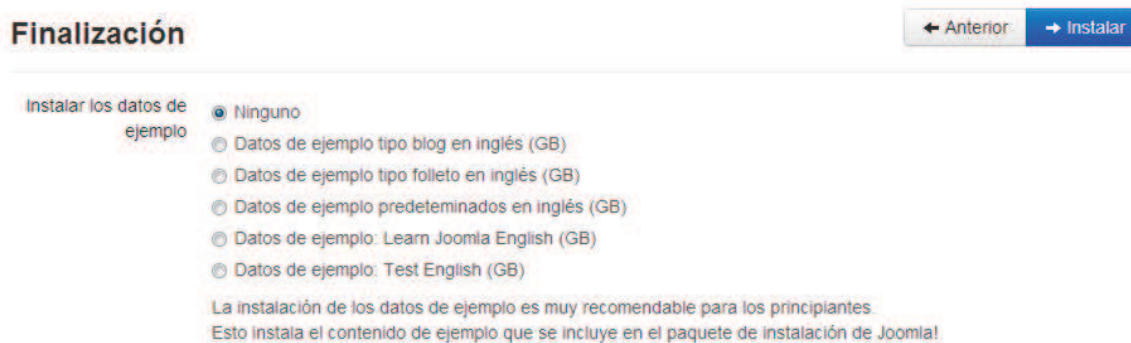 Finalización
← Anterior
→ Instalar
Instalar los datos de
ejemplo
Ninguno
Datos de ejemplo tipo blog en inglés (GB)
Datos de ejemplo tipo folleto en inglés (GB)
Datos de ejemplo predeteminados en inglés (GB)
Datos de ejemplo: Learn Joomla English (GB)
Datos de ejemplo: Test English (GB)
La instalación de los datos de ejemplo es muy recomendable para los principiantes.
Esto instala el contenido de ejemplo que se incluye en el paquete de instalación de Joomla!